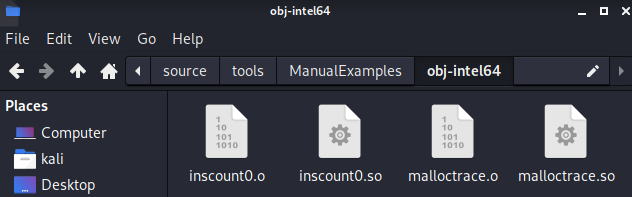 obj-intel64
File Edit View Go Help
source tools ManualExamples obj-intel64
Places
Computer
kali
Desktop
1
10
101
1010
1
10
101
1010
inscount0.o inscount0.so malloctrace.o malloctrace.so